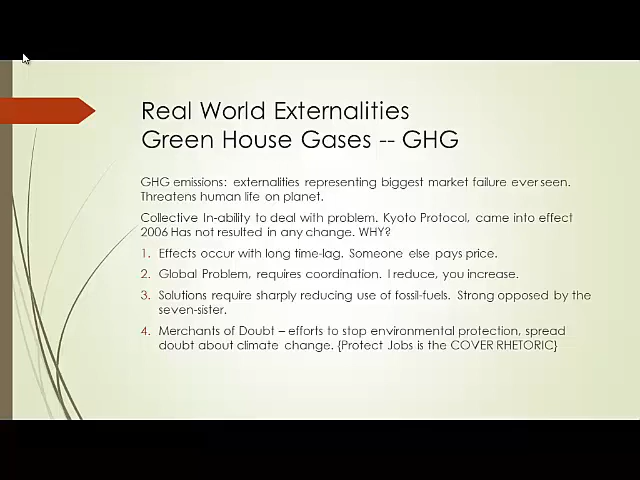 Real World Externalities
Green House Gases -- GHG
GHG emissions: externalities representing biggest market failure ever seen.
Threatens human life on planet.
Collective In-ability to deal with problem. Kyoto Protocol, came into effect
2006 Has not resulted in any change. WHY?
1. Effects occur with long time-lag. Someone else pays price.
2. Global Problem, requires coordination. I reduce, you increase.
3. Solutions require sharply reducing use of fossil-fuels. Strong opposed by the
seven-sister.
4. Merchants of Doubt – efforts to stop environmental protection, spread
doubt about climate change. {Protect Jobs is the COVER RHETORIC}